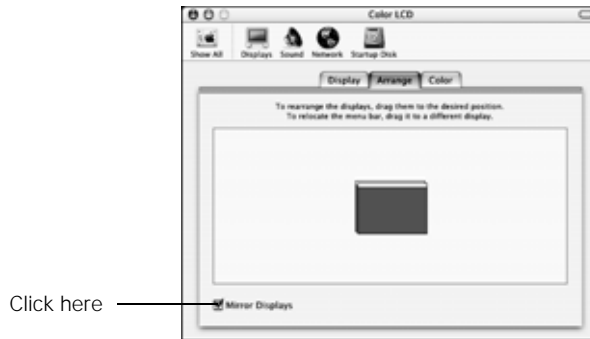 Color LCD
Show All Displays Sound Network Startup Disk
Display Arrange Color
To rearrange the displays, drag them to the desired position.
To relocate the menu bar, drag it to a different display.
Click here
Mirror Displays